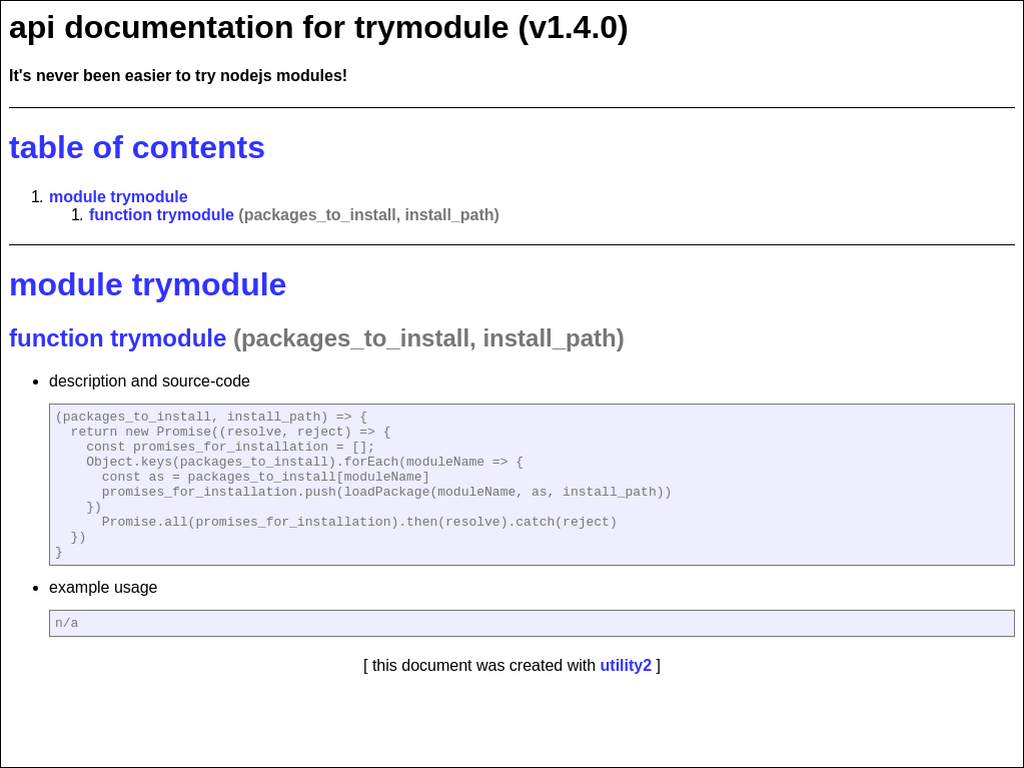 api documentation for trymodule (v1.4.0)
It's never been easier to try nodejs modules!
table of contents
1. module trymodule
1. function trymodule (packages_to_install, install_path)
module trymodule
function trymodule (packages_to_install, install_path)
• description and source-code
(packages_to_install, install_path) => {
  return new Promise((resolve, reject) => {
    const promises_for_installation = [];
    Object.keys(packages_to_install).forEach(moduleName => {
      const as = packages_to_install[moduleName]
      promises_for_installation.push(loadPackage(moduleName, as, install_path))
    })
      Promise.all(promises_for_installation).then(resolve).catch(reject)
  })
}
• example usage
n/a
[ this document was created with utility2 ]